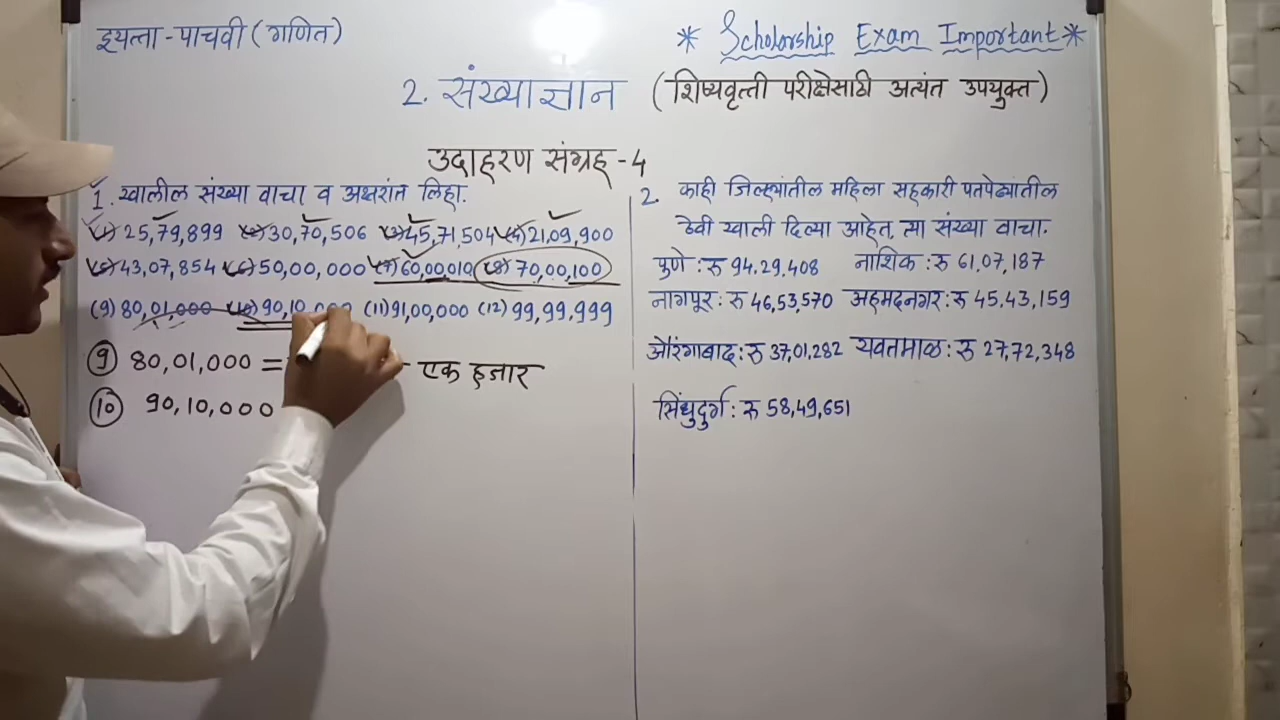 इयत्ता-पाचवी (गणित)
* Scholarship Exam Important *
2. संख्याज्ञान (शिष्यवृत्ती परीक्षेसाठी अत्यंत उपयुक्त)
उदाहरण संग्रह-4
1. खालील संख्या वाचा व अक्षरांत लिहा.
25,79,899 30,70,506 45,71,504 21,09,900
43,07,854 50,00,000 (7) 60,00,010 (8) 70,00,100
(9) 80,01,000 90,10,000 (11) 91,00,000 (12) 99,99,999
9 80,01,000 = एक हजार
10 90,10,000
2. काही जिल्ह्यांतील महिला सहकारी पतपेढ्यांतील
ठेवी खाली दिल्या आहेत, त्या संख्या वाचा.
पुणे : रु 94,29,408 नाशिक : रु 61,07,187
नागपूर : रु 46,53,570 अहमदनगर : रु 45,43,159
औरंगाबाद : रु 37,01,282 यवतमाळ : रु 27,72,348
सिंधुदुर्ग : रु 58,49,651